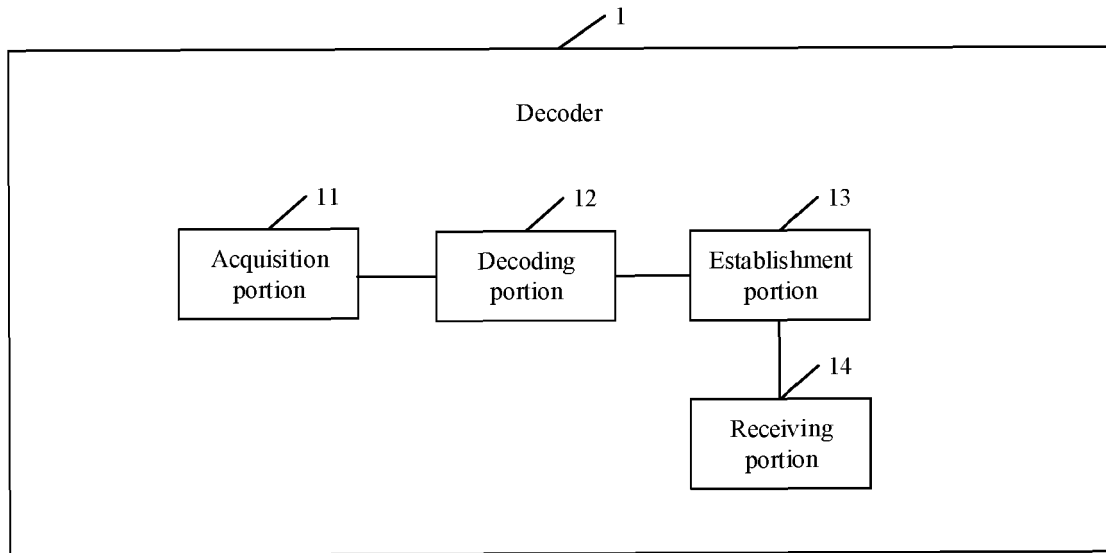 1
Decoder
11
12
13
Acquisition
portion
Decoding
portion
Establishment
portion
14
Receiving
portion